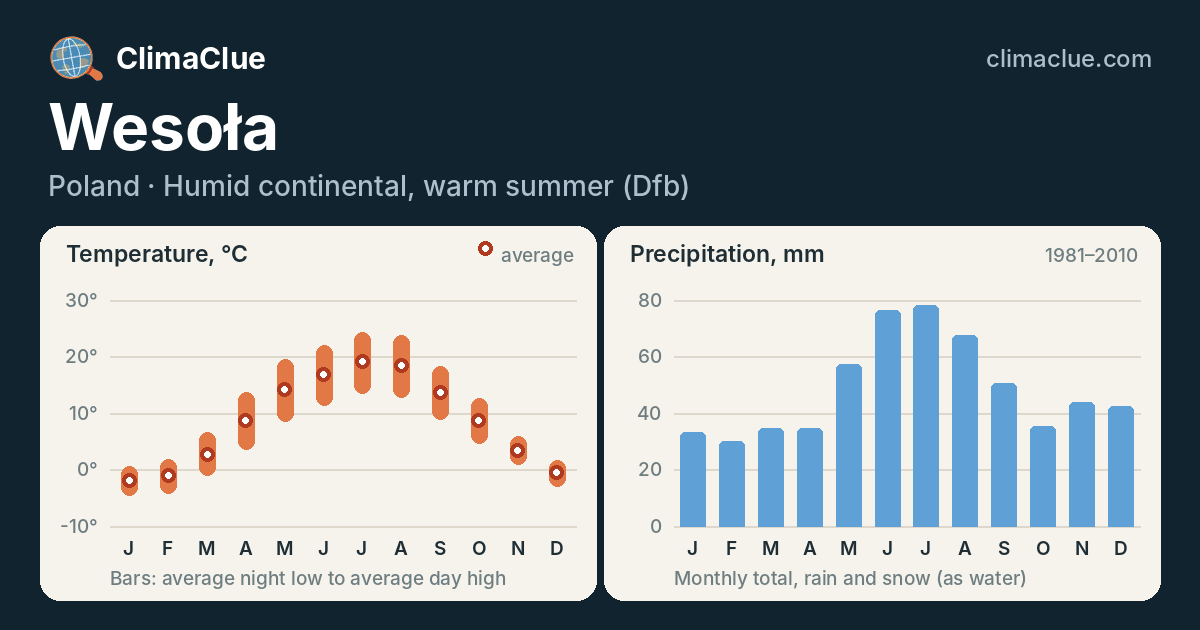 ClimaClue
climaclue.com
Wesoła
Poland · Humid continental, warm summer (Dfb)
Temperature, °C
average
30°
20°
10°
0°
-10°
J F M A M J J A S O N D
Bars: average night low to average day high
Precipitation, mm
1981–2010
80
60
40
20
0
J F M A M J J A S O N D
Monthly total, rain and snow (as water)